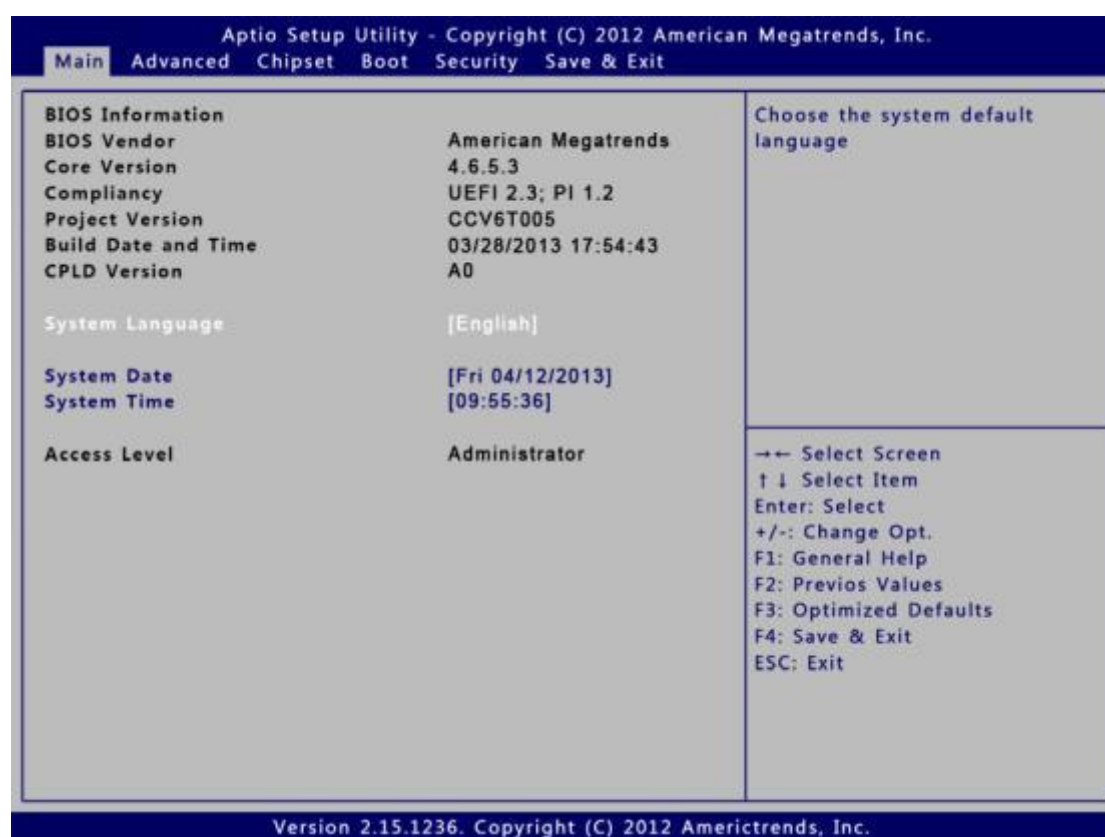 Aptio Setup Utility - Copyright (C) 2012 American Megatrends, Inc.
Main Advanced Chipset Boot Security Save & Exit
BIOS Information
BIOS Vendor American Megatrends
Core Version 4.6.5.3
Compliancy UEFI 2.3; PI 1.2
Project Version CCV6T005
Build Date and Time 03/28/2013 17:54:43
CPLD Version A0
System Language [English]
System Date [Fri 04/12/2013]
System Time [09:55:36]
Access Level Administrator
Choose the system default
language
→← Select Screen
↑↓ Select Item
Enter: Select
+/-: Change Opt.
F1: General Help
F2: Previos Values
F3: Optimized Defaults
F4: Save & Exit
ESC: Exit
Version 2.15.1236. Copyright (C) 2012 Americtrends, Inc.